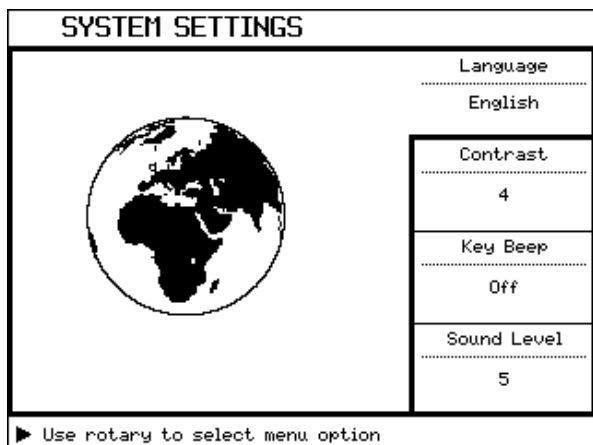 SYSTEM SETTINGS
Language
English
Contrast
4
Key Beep
Off
Sound Level
5
Use rotary to select menu option